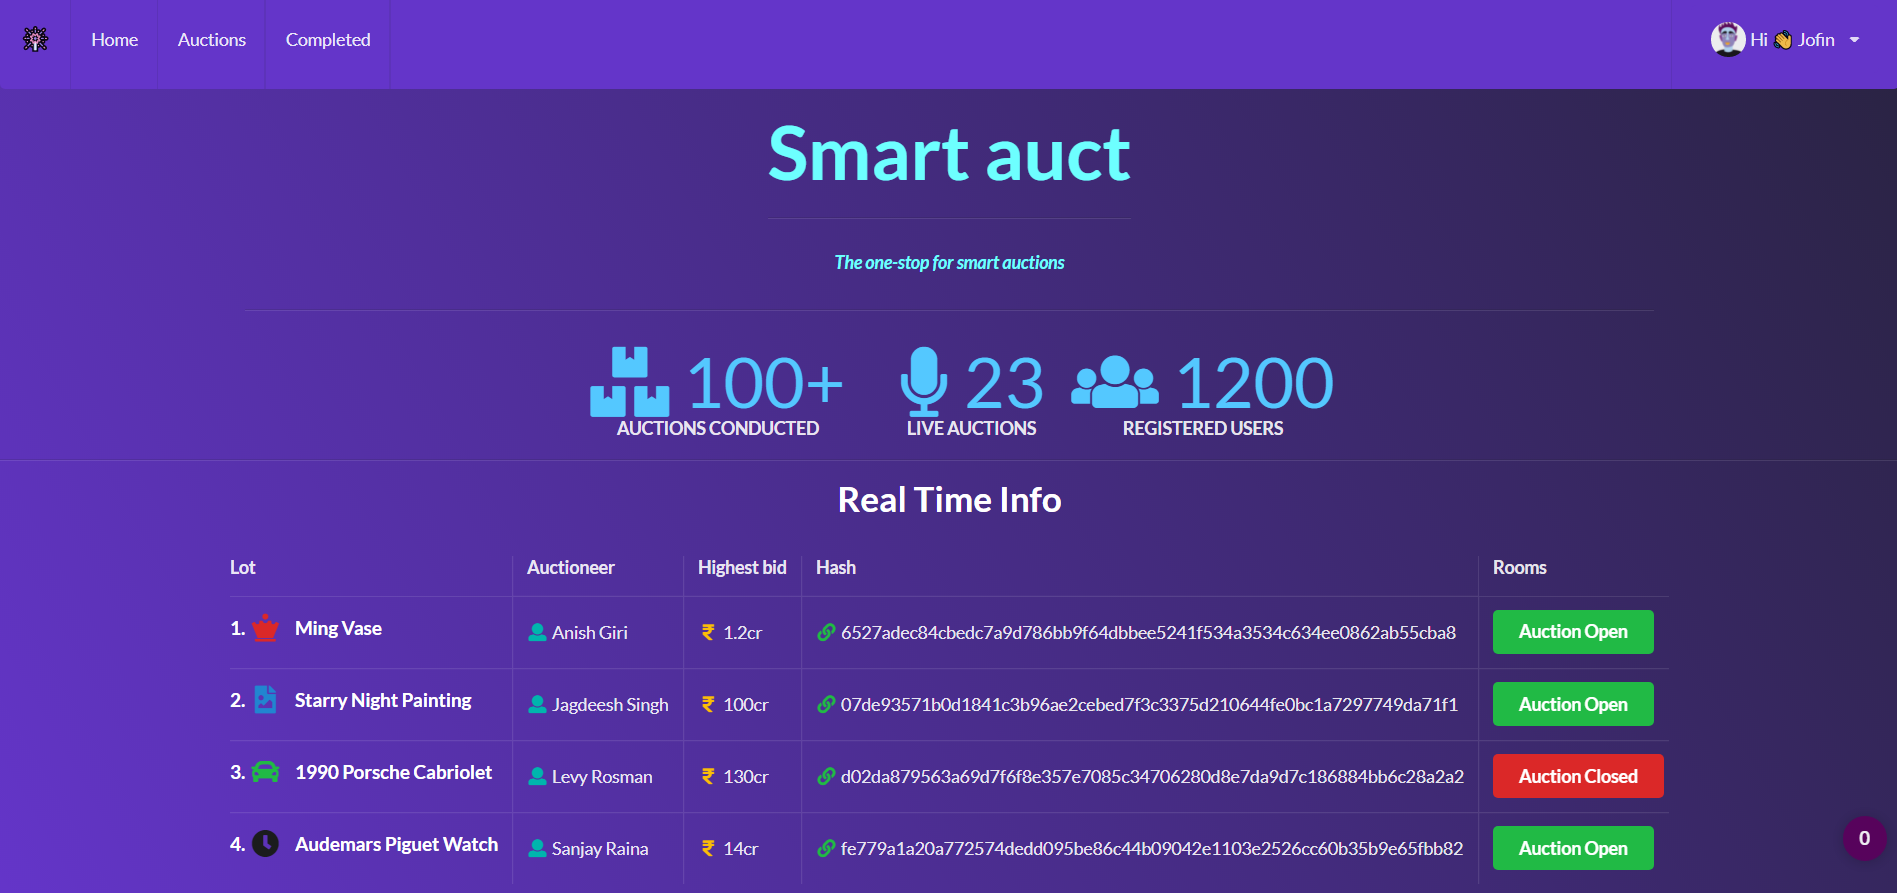 Home Auctions Completed Hi 👋 Jofin
Smart auct
The one-stop for smart auctions
100+ 23 1200
AUCTIONS CONDUCTED LIVE AUCTIONS REGISTERED USERS
Real Time Info
Lot Auctioneer Highest bid Hash Rooms
1. Ming Vase Anish Giri ₹ 1.2cr 6527adec84cbedc7a9d786bb9f64dbbee5241f534a3534c634ee0862ab55cba8 Auction Open
2. Starry Night Painting Jagdeesh Singh ₹ 100cr 07de93571b0d1841c3b96ae2cebed7f3c3375d210644fe0bc1a7297749da71f1 Auction Open
3. 1990 Porsche Cabriolet Levy Rosman ₹ 130cr d02da879563a69d7f6f8e357e7085c34706280d8e7da9d7c186884bb6c28a2a2 Auction Closed
4. Audemars Piguet Watch Sanjay Raina ₹ 14cr fe779a1a20a772574dedd095be86c44b09042e1103e2526cc60b35b9e65fbb82 Auction Open
0